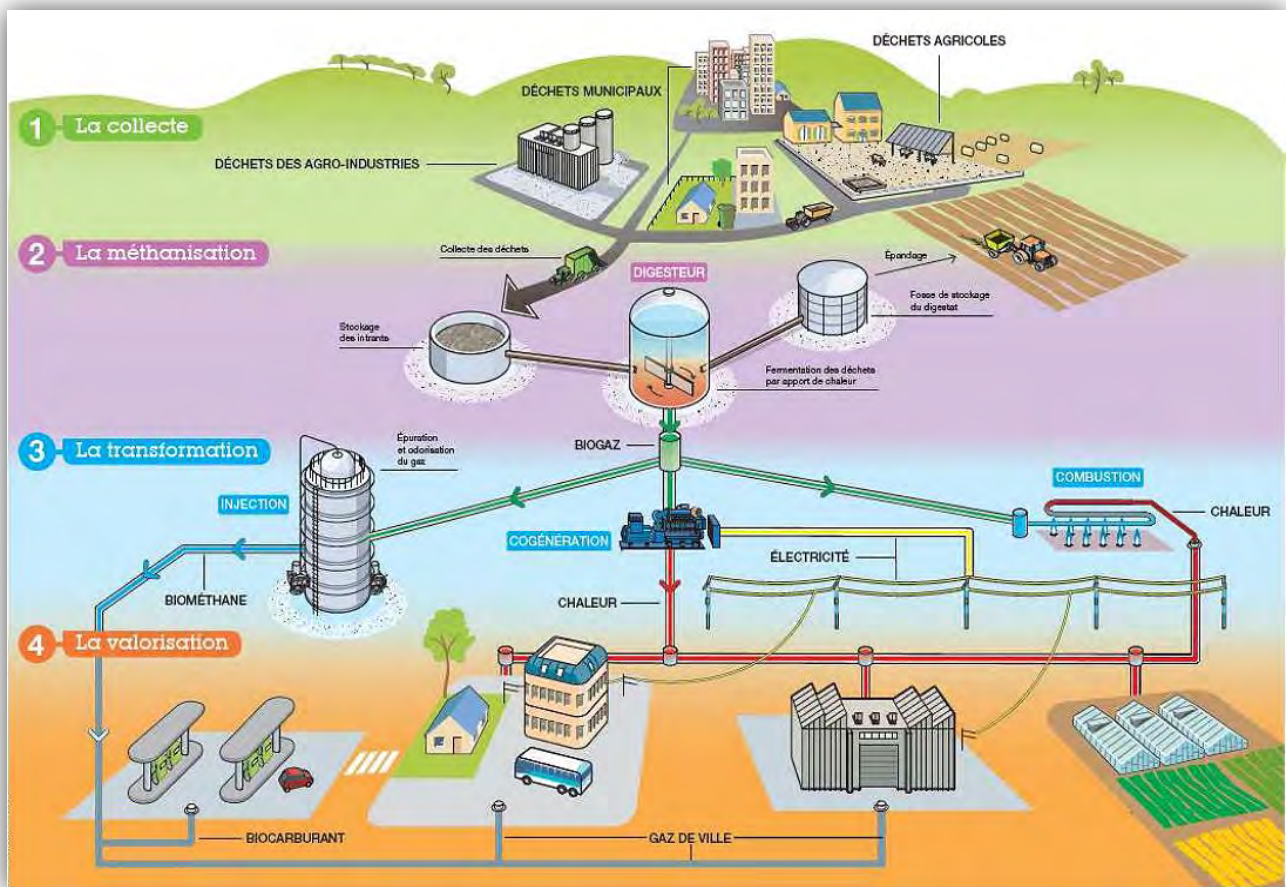 DÉCHETS AGRICOLES
DÉCHETS MUNICIPAUX
1 La collecte
DÉCHETS DES AGRO-INDUSTRIES
2 La méthanisation
Collecte des déchets
DIGESTEUR
Épandage
Fosse de stockage
du digestat
Stockage
des intrants
Fermentation des déchets
par apport de chaleur
3 La transformation
Épuration
et odorisation
du gaz
BIOGAZ
INJECTION
COMBUSTION
CHALEUR
COGÉNÉRATION
ÉLECTRICITÉ
BIOMÉTHANE
CHALEUR
4 La valorisation
BIOCARBURANT
GAZ DE VILLE